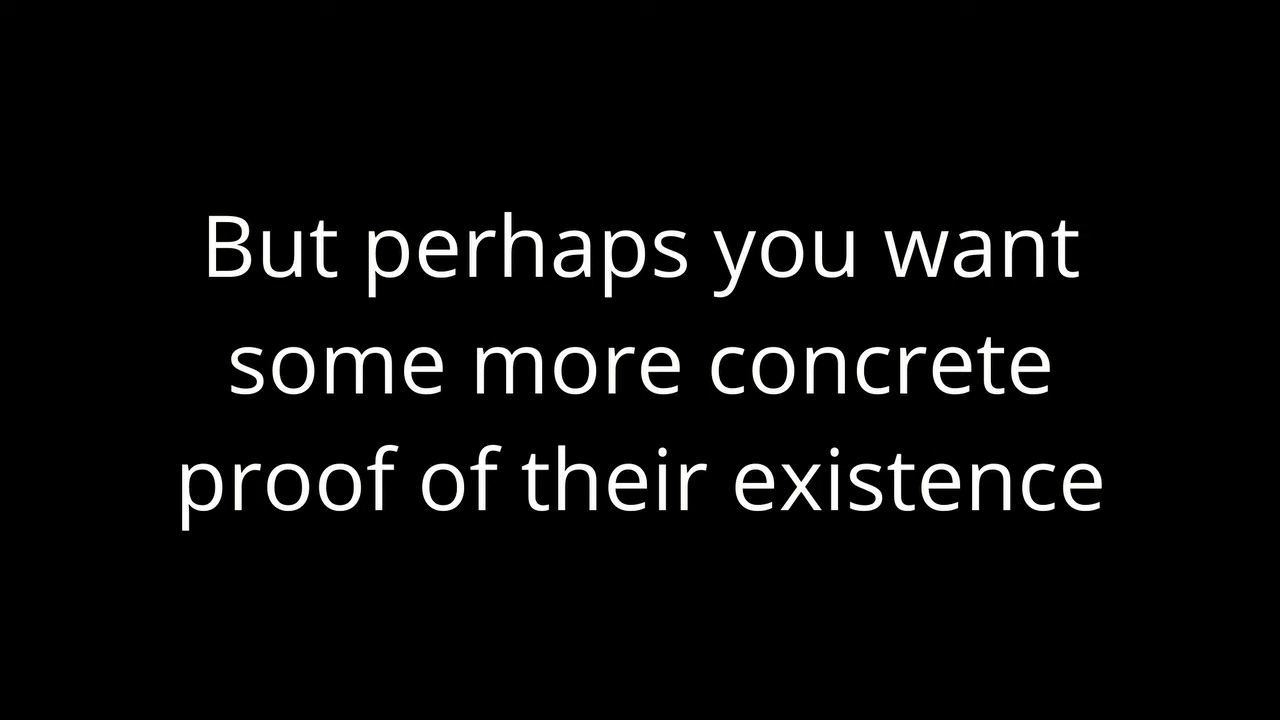 But perhaps you want
some more concrete
proof of their existence